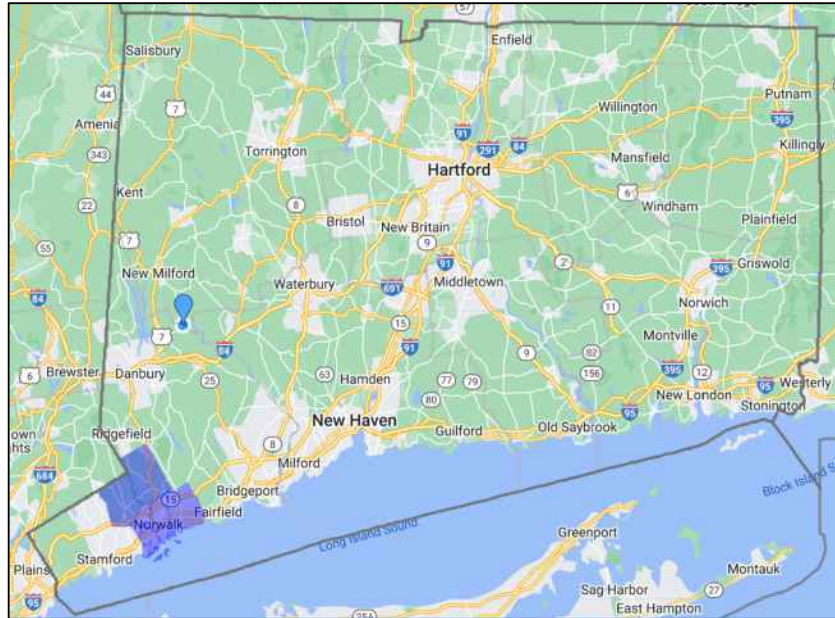 57
Enfield
Salisbury
44
7
Putnam
Willington
395
Amenia
91
291
84
343
Torrington
Mansfield
Killingly
Hartford
Kent
8
6
22
202
Bristol
Windham
Plainfield
New Britain
7
9
55
New Milford
91
2
395
Griswold
Waterbury
691
Middletown
84
Norwich
15
11
7
91
Montville
84
9
82
6
Brewster
Danbury
63
Hamden
77
79
156
395
12
Westerly
25
80
New London
95
New Haven
Old Saybrook
95
Stonington
Ridgefield
8
Guilford
Milford
684
Bridgeport
15
Fairfield
Block Island S
Norwalk
Long Island Sound
Greenport
Stamford
Plains
Montauk
Sag Harbor
27
95
East Hampton
25A